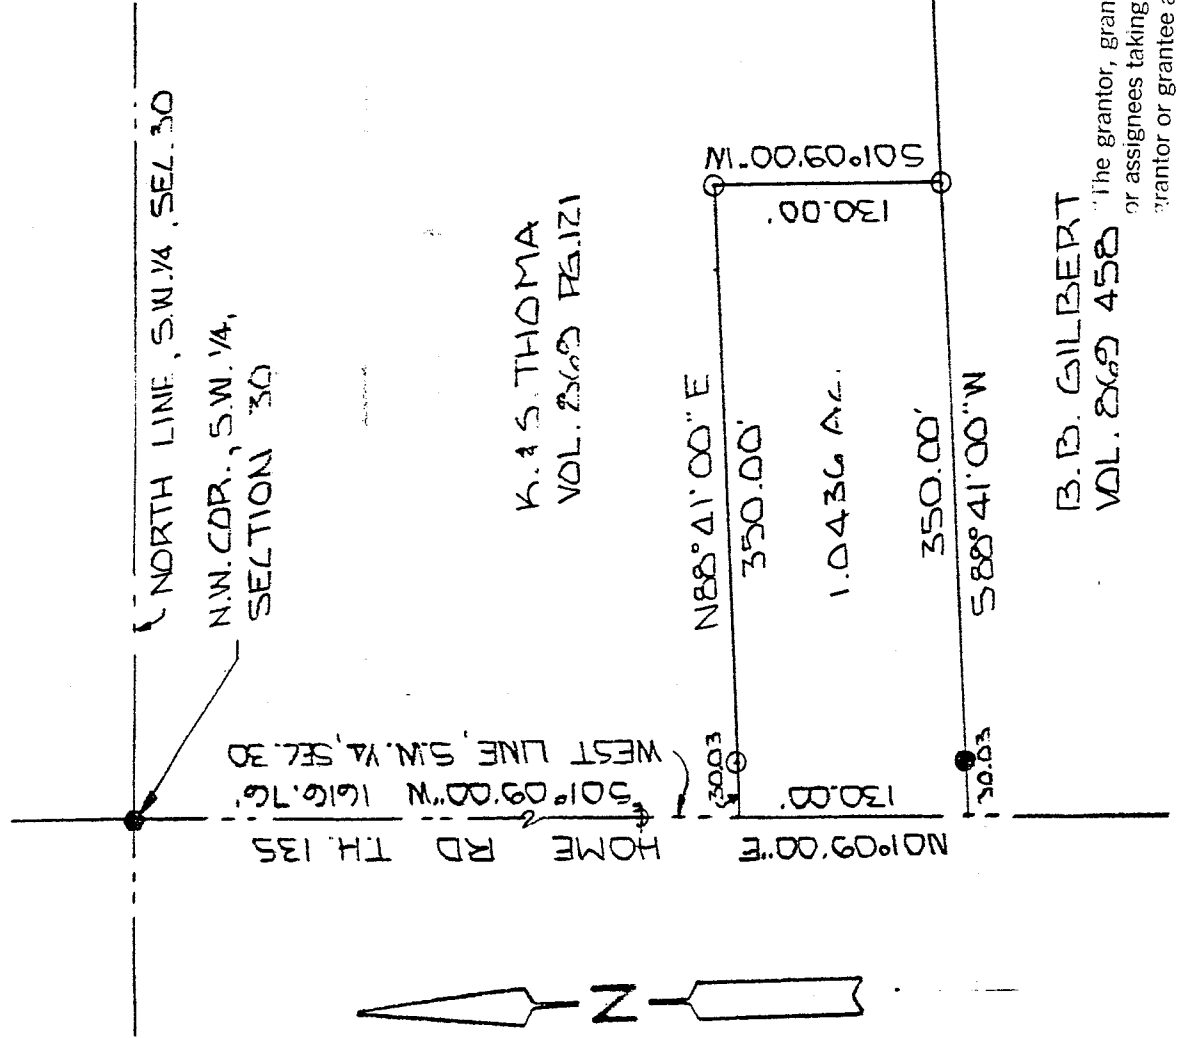 NORTH LINE, S.W. 1/4, SEC. 30
N.W. COR., S.W. 1/4,
SECTION 30
WEST LINE, S.W. 1/4, SEC. 30
S01°09'00"W 1616.76'
HOME RD T.H. 135
K. & S. THOMA
VOL. 869 PG. 121
N88°41'00"E
350.00'
30.03
130.00'
N01°09'00"E
1.0436 Ac.
S01°09'00"W
130.00'
350.00'
S88°41'00"W
30.03
B.B. GILBERT
VOL. 869 458
"The grantor, gran
or assignees taking
grantor or grantee a
N